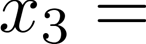 x₃ =